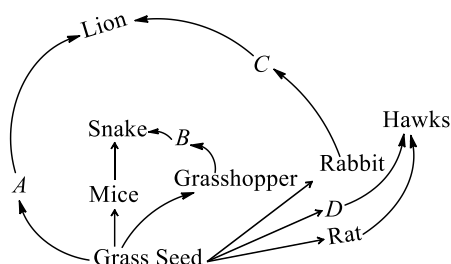 Lion
C
Hawks
Snake
B
Rabbit
Grasshopper
A
Mice
D
Rat
Grass Seed